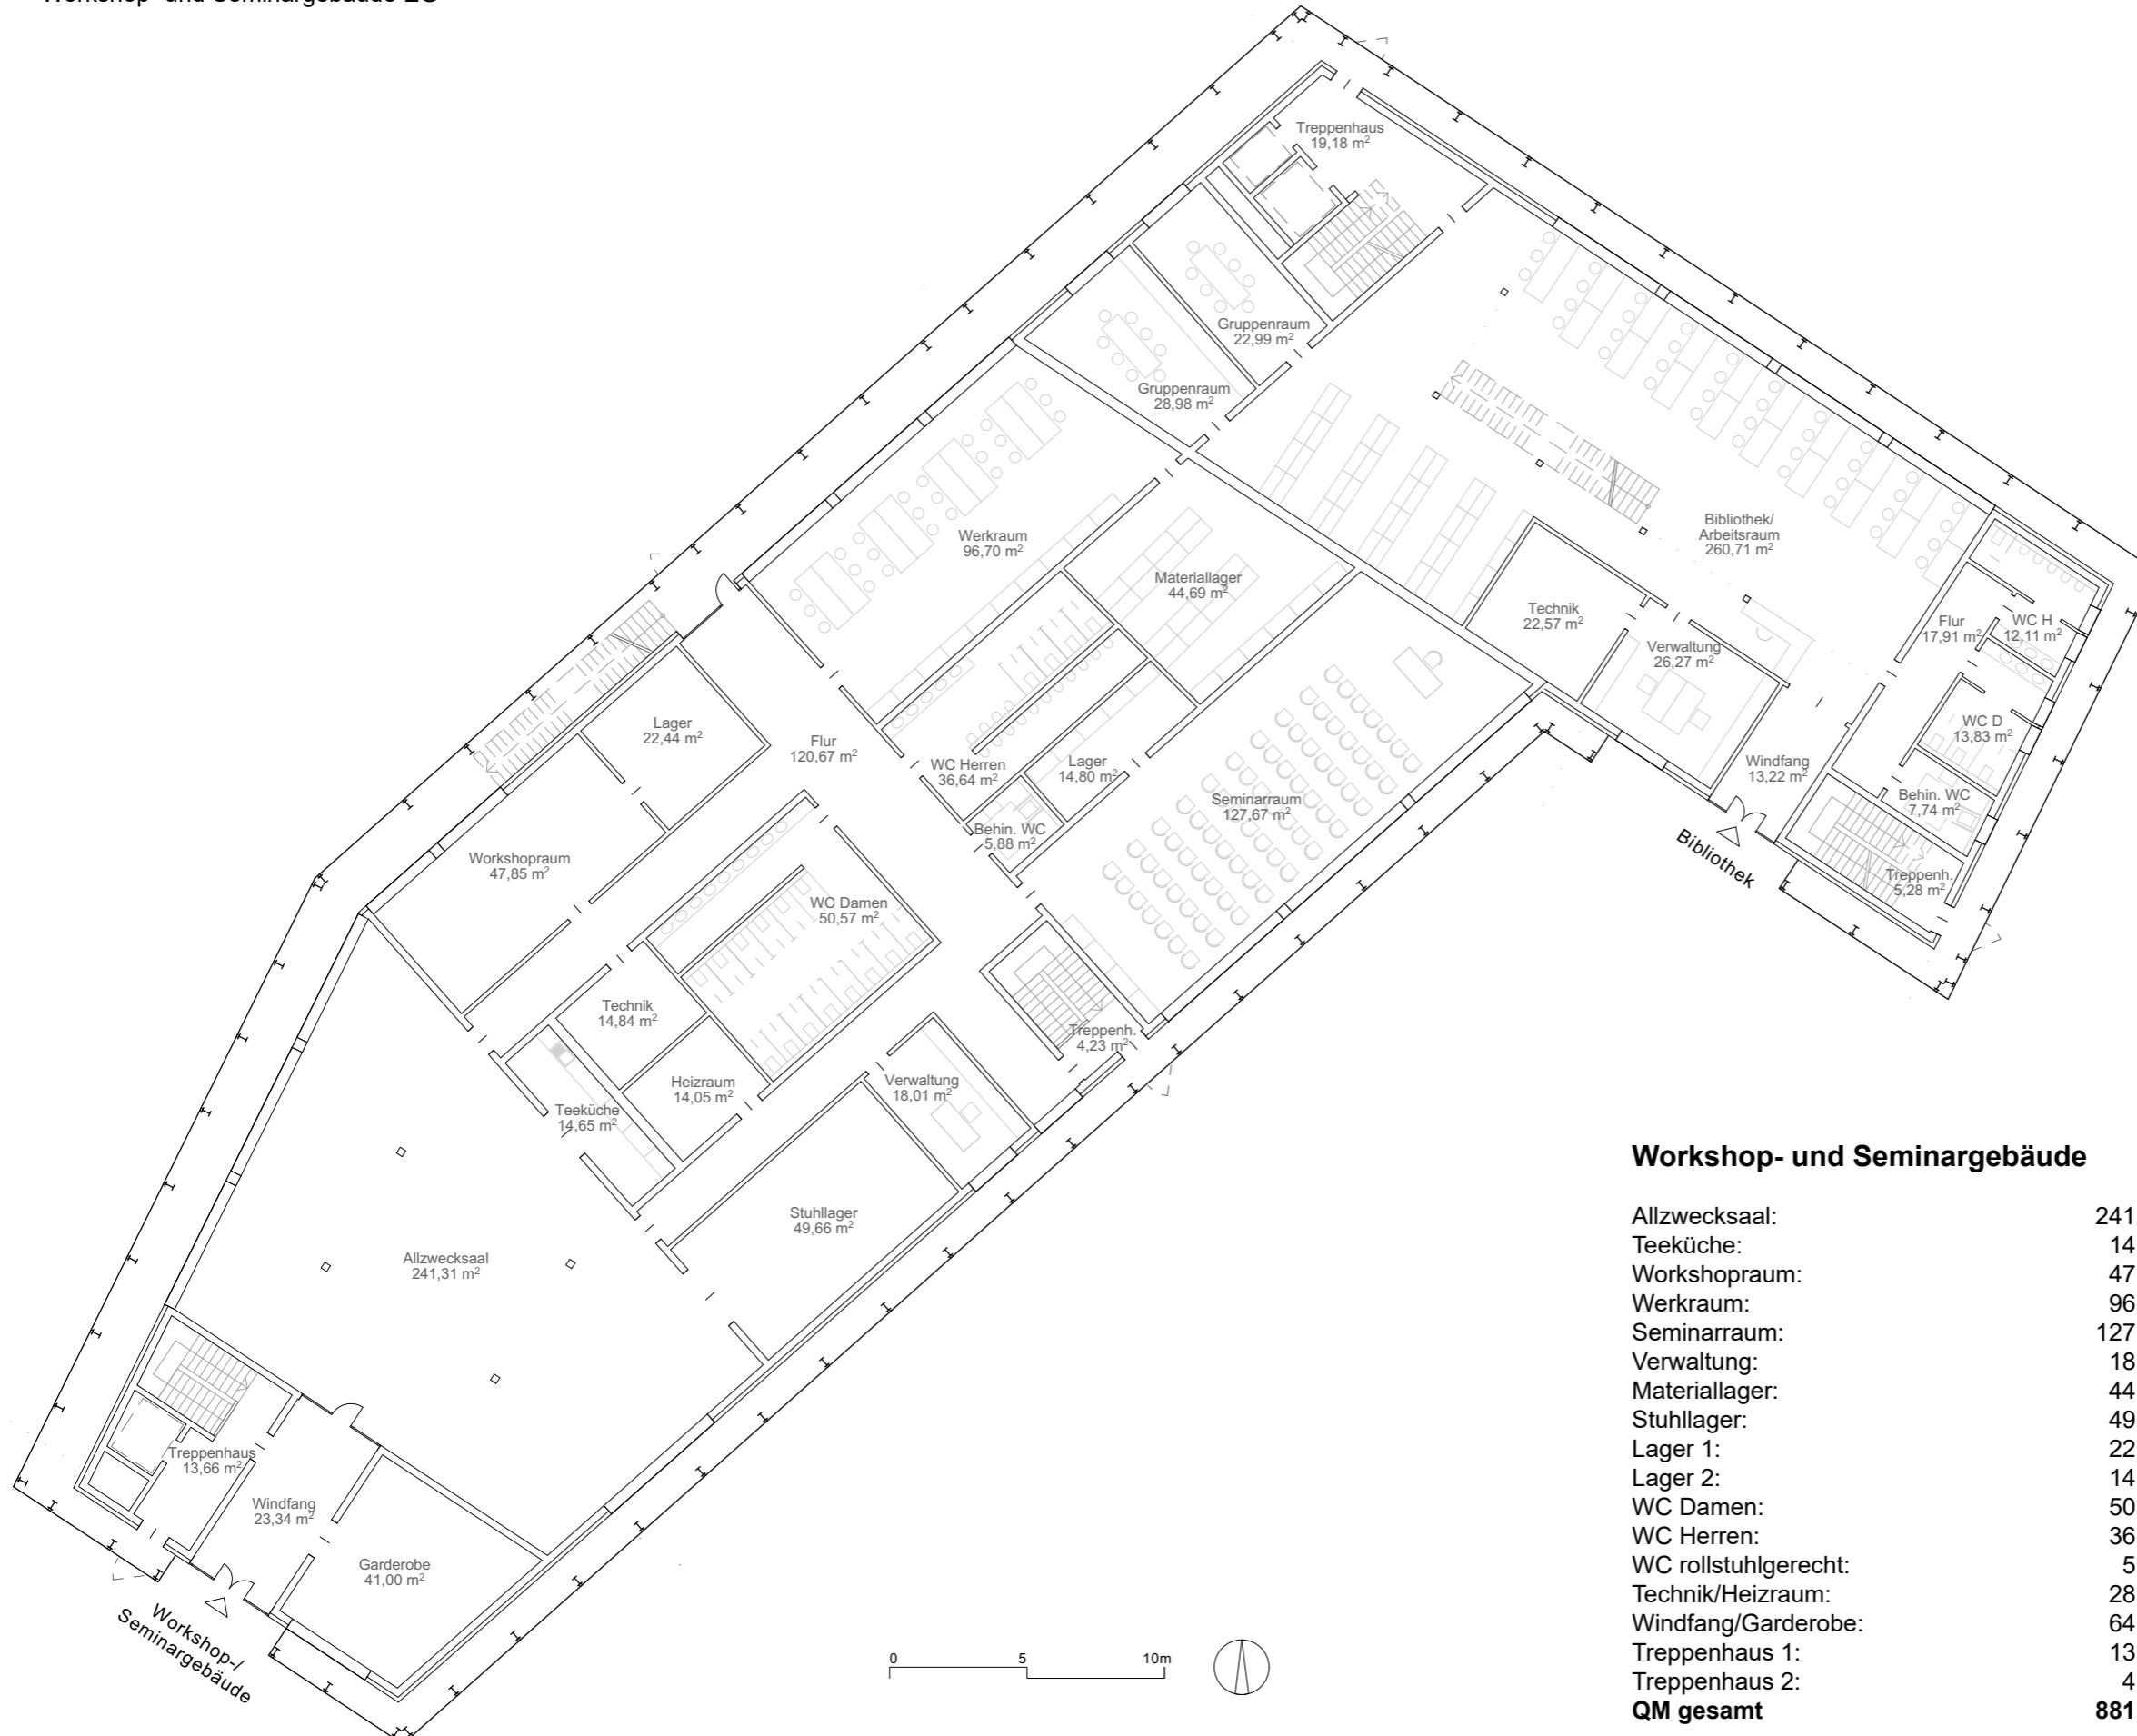 Treppenhaus
19,18 m²
Gruppenraum
22,99 m²
Gruppenraum
28,98 m²
Werkraum
96,70 m²
Materiallager
44,69 m²
Bibliothek/
Arbeitsraum
260,71 m²
Technik
22,57 m²
Verwaltung
26,27 m²
Flur
17,91 m²
WC H
12,11 m²
WC D
13,83 m²
Windfang
13,22 m²
Behin. WC
7,74 m²
Treppenh.
5,28 m²
Bibliothek
Lager
22,44 m²
Flur
120,67 m²
WC Herren
36,64 m²
Lager
14,80 m²
Behin. WC
5,88 m²
Seminarraum
127,67 m²
Workshopraum
47,85 m²
WC Damen
50,57 m²
Technik
14,84 m²
Treppenh.
4,23 m²
Heizraum
14,05 m²
Verwaltung
18,01 m²
Teeküche
14,65 m²
Stuhllager
49,66 m²
Allzwecksaal
241,31 m²
Treppenhaus
13,66 m²
Windfang
23,34 m²
Garderobe
41,00 m²
Workshop-/
Seminargebäude
0 5 10m
Workshop- und Seminargebäude
Allzwecksaal: 241
Teeküche: 14
Workshopraum: 47
Werkraum: 96
Seminarraum: 127
Verwaltung: 18
Materiallager: 44
Stuhllager: 49
Lager 1: 22
Lager 2: 14
WC Damen: 50
WC Herren: 36
WC rollstuhlgerecht: 5
Technik/Heizraum: 28
Windfang/Garderobe: 64
Treppenhaus 1: 13
Treppenhaus 2: 4
QM gesamt 881